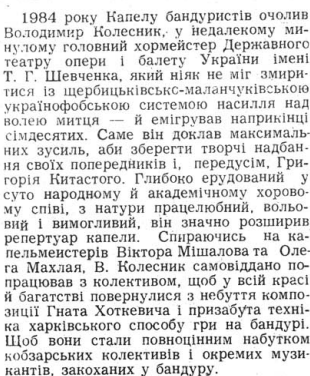 1984 року Капелу бандуристів очолив
Володимир Колесник, у недалекому ми-
нулому головний хормейстер Державного
театру опери і балету України імені
Т. Г. Шевченка, який ніяк не міг змири-
тися із щербицьківсько-маланчуківською
українофобською системою насилля над
волею митця — й емігрував наприкінці
сімдесятих. Саме він доклав максималь-
них зусиль, аби зберегти творчі надбан-
ня своїх попередників і, передусім, Гри-
горія Китастого. Глибоко ерудований у
суто народному й академічному хорово-
му співі, з натури працелюбний, вольо-
вий і вимогливий, він значно розширив
репертуар капели. Спираючись на ка-
пельмейстерів Віктора Мішалова та Оле-
га Махлая, В. Колесник самовіддано по-
працював з колективом, щоб у всій красі
й багатстві повернулися з небуття компо-
зиції Гната Хоткевича і призабута техні-
ка харківського способу гри на бандурі.
Щоб вони стали повноцінним набутком
кобзарських колективів і окремих музи-
кантів, закоханих у бандуру.